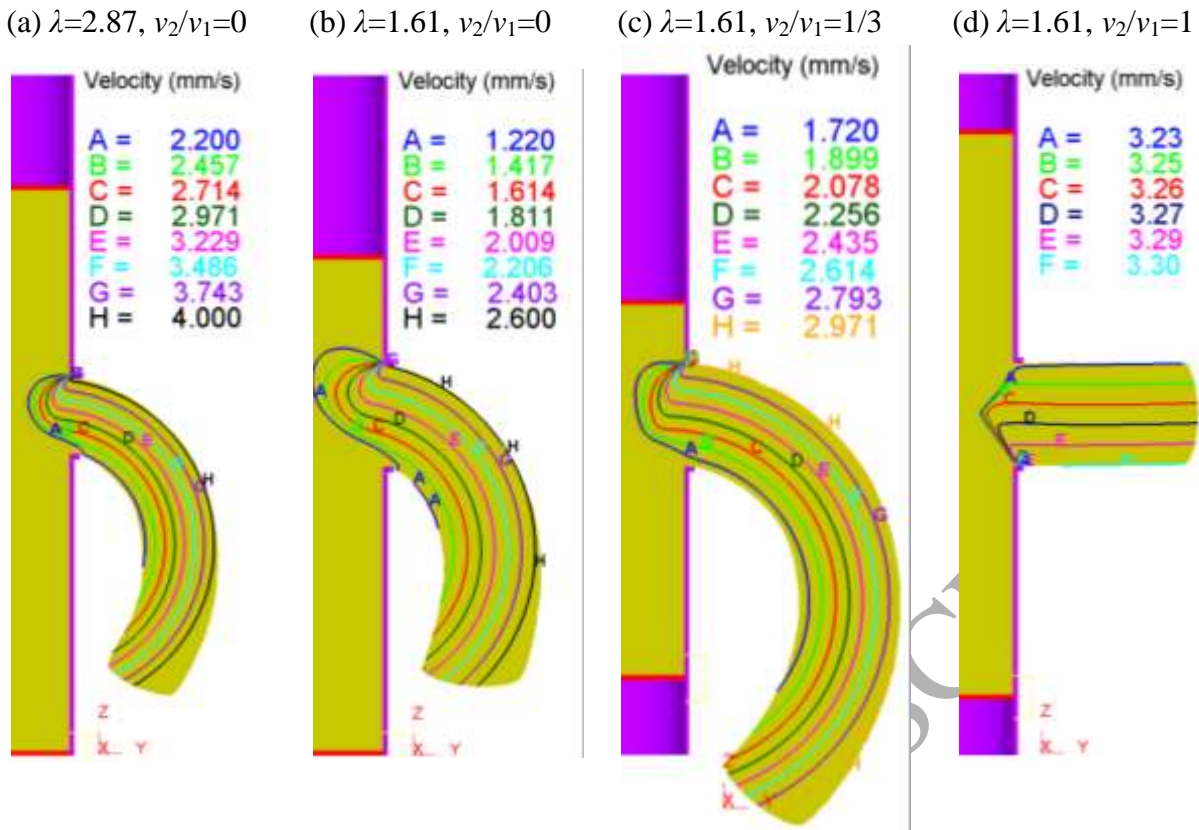 (a) λ=2.87, v₂/v₁=0
(b) λ=1.61, v₂/v₁=0
(c) λ=1.61, v₂/v₁=1/3
(d) λ=1.61, v₂/v₁=1
Velocity (mm/s)
A = 2.200
B = 2.457
C = 2.714
D = 2.971
E = 3.229
F = 3.486
G = 3.743
H = 4.000
B
A C D E G H
Z
X Y
Velocity (mm/s)
A = 1.220
B = 1.417
C = 1.614
D = 1.811
E = 2.009
F = 2.206
G = 2.403
H = 2.600
G H
A C D E G H
A
A
H
Z
X Y
Velocity (mm/s)
A = 1.720
B = 1.899
C = 2.078
D = 2.256
E = 2.435
F = 2.614
G = 2.793
H = 2.971
H
H
A C D E G
Z
X Y
Velocity (mm/s)
A = 3.23
B = 3.25
C = 3.26
D = 3.27
E = 3.29
F = 3.30
A
C
D
E
Z
X Y